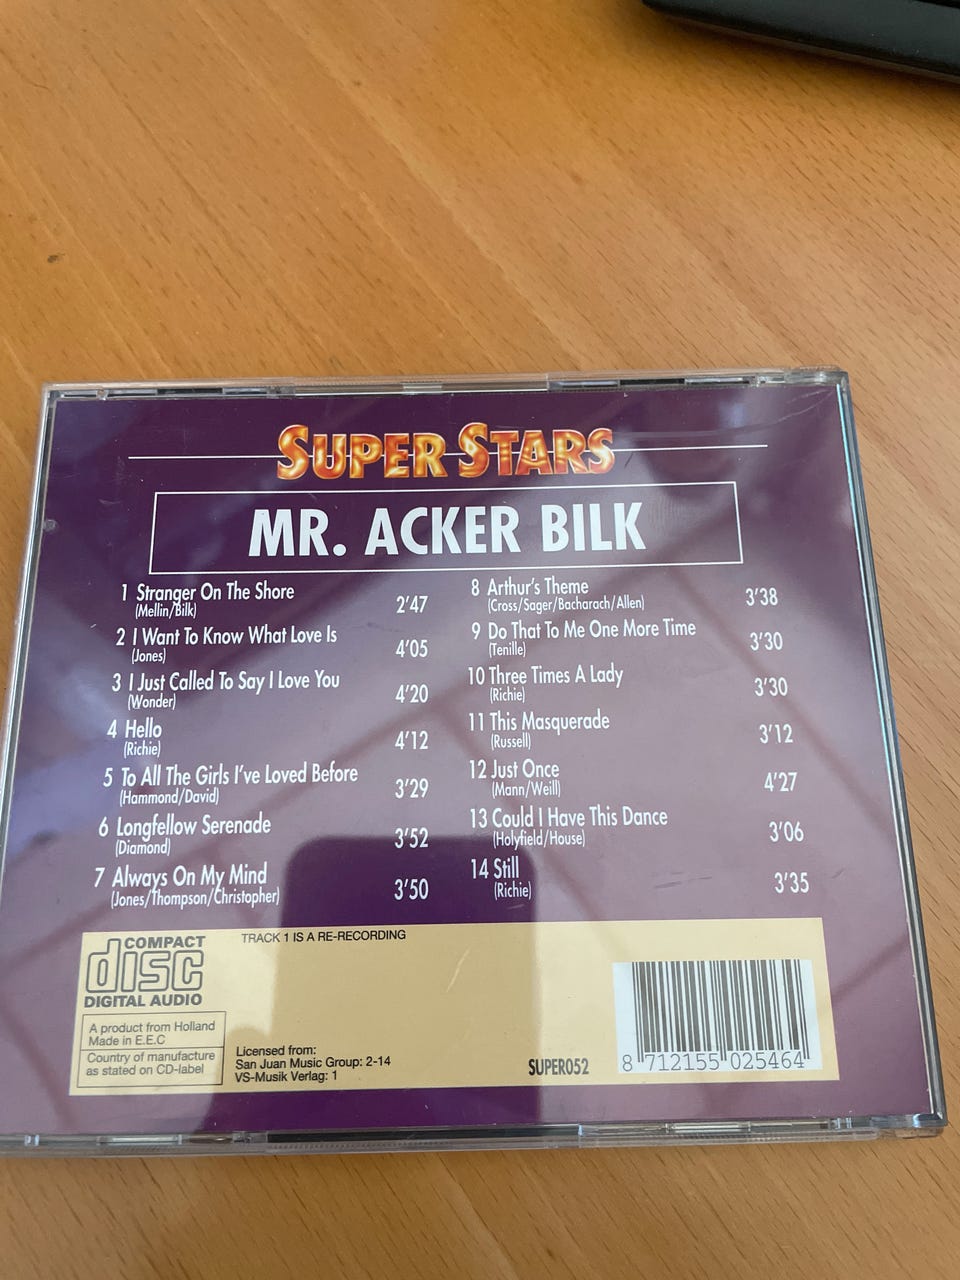 SUPER STARS
MR. ACKER BILK
1 Stranger On The Shore 2'47
(Mellin/Bilk)
2 I Want To Know What Love Is 4'05
(Jones)
3 I Just Called To Say I Love You 4'20
(Wonder)
4 Hello 4'12
(Richie)
5 To All The Girls I've Loved Before 3'29
(Hammond/David)
6 Longfellow Serenade 3'52
(Diamond)
7 Always On My Mind 3'50
(Jones/Thompson/Christopher)
8 Arthur's Theme 3'38
(Cross/Sager/Bacharach/Allen)
9 Do That To Me One More Time 3'30
(Tenille)
10 Three Times A Lady 3'30
(Richie)
11 This Masquerade 3'12
(Russell)
12 Just Once 4'27
(Mann/Weill)
13 Could I Have This Dance 3'06
(Holyfield/House)
14 Still 3'35
(Richie)
COMPACT
disc
DIGITAL AUDIO
TRACK 1 IS A RE-RECORDING
A product from Holland
Made in E.E.C
Country of manufacture
as stated on CD-label
Licensed from:
San Juan Music Group: 2-14
VS-Musik Verlag: 1
SUPER052
8 712155 025464